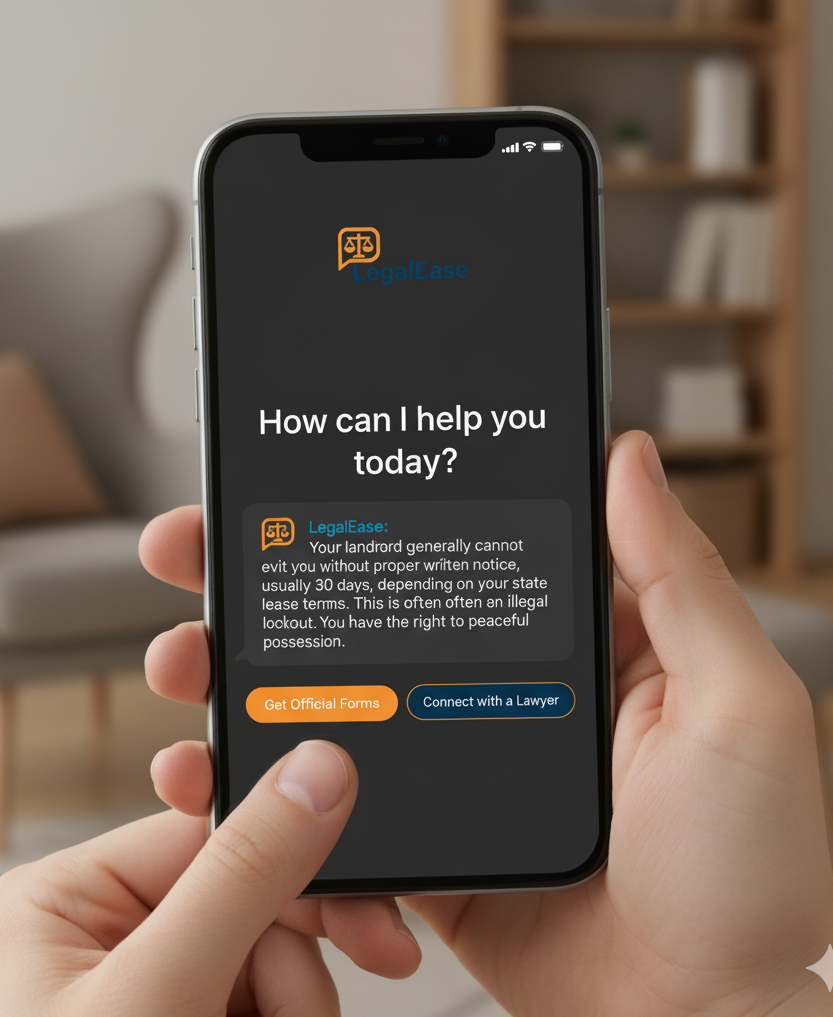 LegalEase
How can I help you
today?
LegalEase:
Your landrord generally cannot
evit you without proper wriiten notice,
usually 30 days, depending on your state
lease terms. This is often often an illegal
lookout. You have the right to peaceful
possession.
Get Official Forms
Connect with a Lawyer